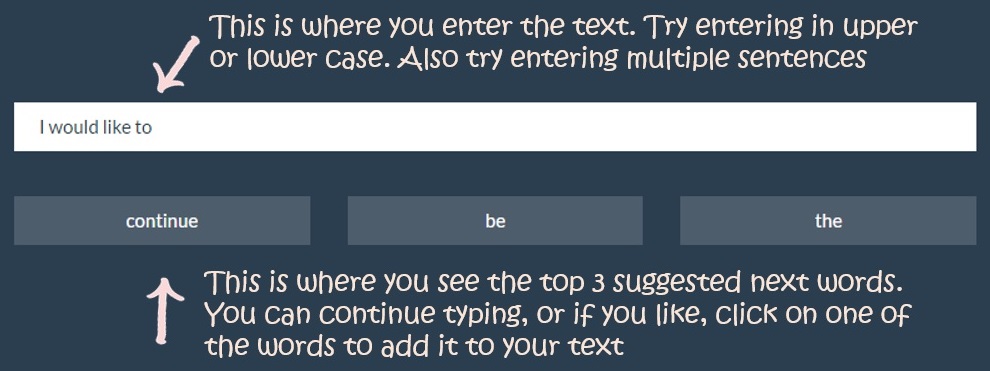 This is where you enter the text. Try entering in upper
or lower case. Also try entering multiple sentences
I would like to
continue be the
This is where you see the top 3 suggested next words.
You can continue typing, or if you like, click on one of
the words to add it to your text